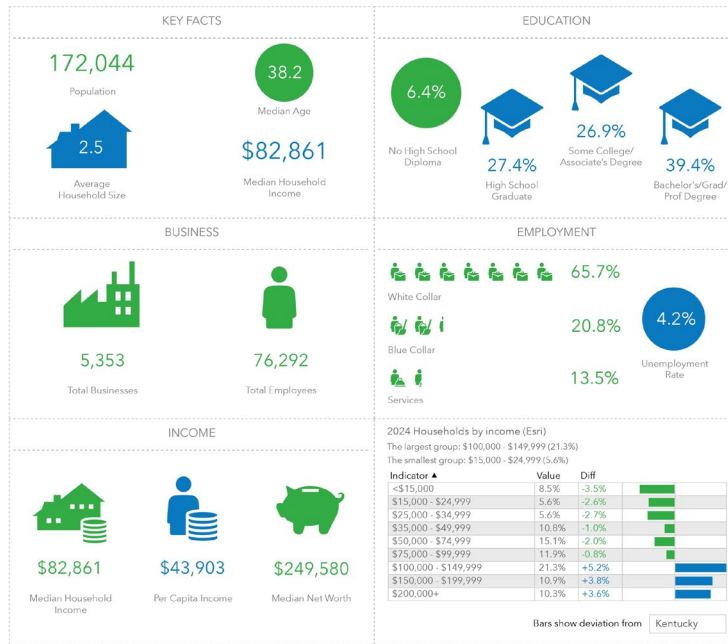 KEY FACTS
172,044
Population
38.2
Median Age
2.5
Average
Household Size
$82,861
Median Household
Income
EDUCATION
6.4%
No High School
Diploma
27.4%
High School
Graduate
26.9%
Some College/
Associate's Degree
39.4%
Bachelor's/Grad/
Prof Degree
BUSINESS
5,353
Total Businesses
76,292
Total Employees
EMPLOYMENT
65.7%
White Collar
20.8%
Blue Collar
13.5%
Services
4.2%
Unemployment
Rate
INCOME
$82,861
Median Household
Income
$43,903
Per Capita Income
$249,580
Median Net Worth
2024 Households by income (Esri)
The largest group: $100,000 - $149,999 (21.3%)
The smallest group: $15,000 - $24,999 (5.6%)
Indicator ▲ Value Diff
<$15,000 8.5% -3.5%
$15,000 - $24,999 5.6% -2.6%
$25,000 - $34,999 5.6% -2.7%
$35,000 - $49,999 10.8% -1.0%
$50,000 - $74,999 15.1% -2.0%
$75,000 - $99,999 11.9% -0.8%
$100,000 - $149,999 21.3% +5.2%
$150,000 - $199,999 10.9% +3.8%
$200,000+ 10.3% +3.6%
Bars show deviation from Kentucky